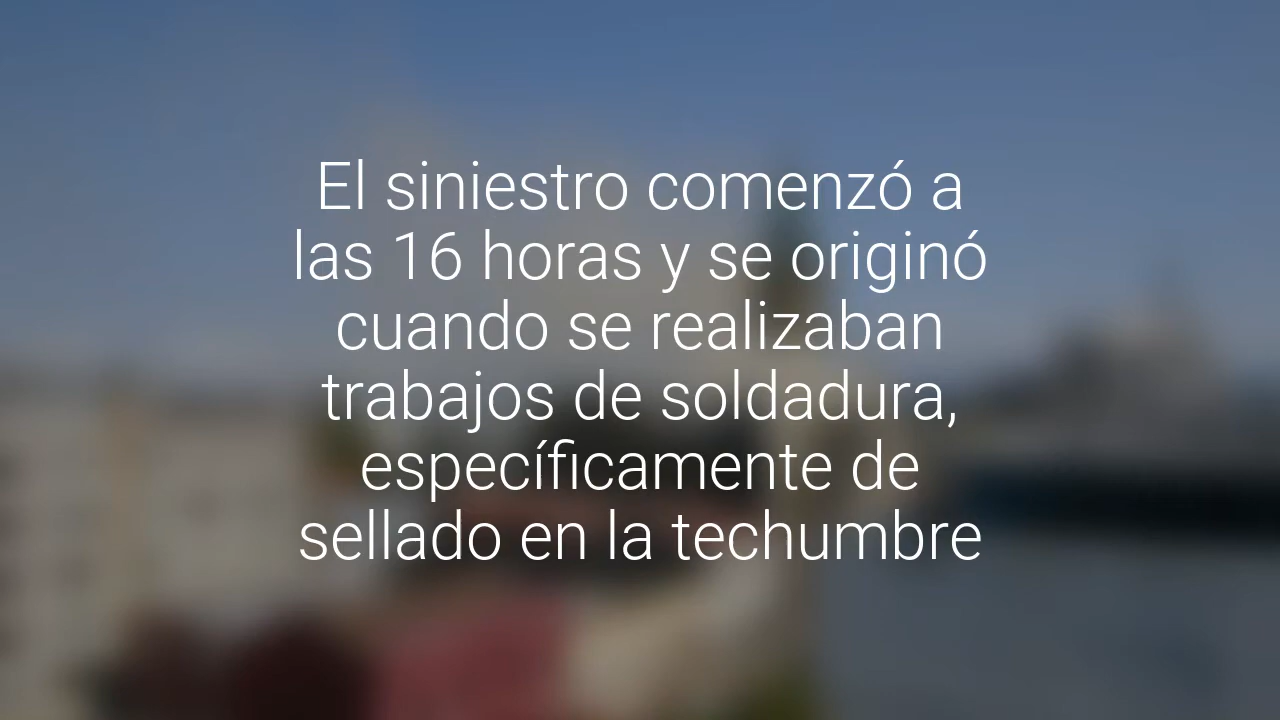 El siniestro comenzó a
las 16 horas y se originó
cuando se realizaban
trabajos de soldadura,
específicamente de
sellado en la techumbre